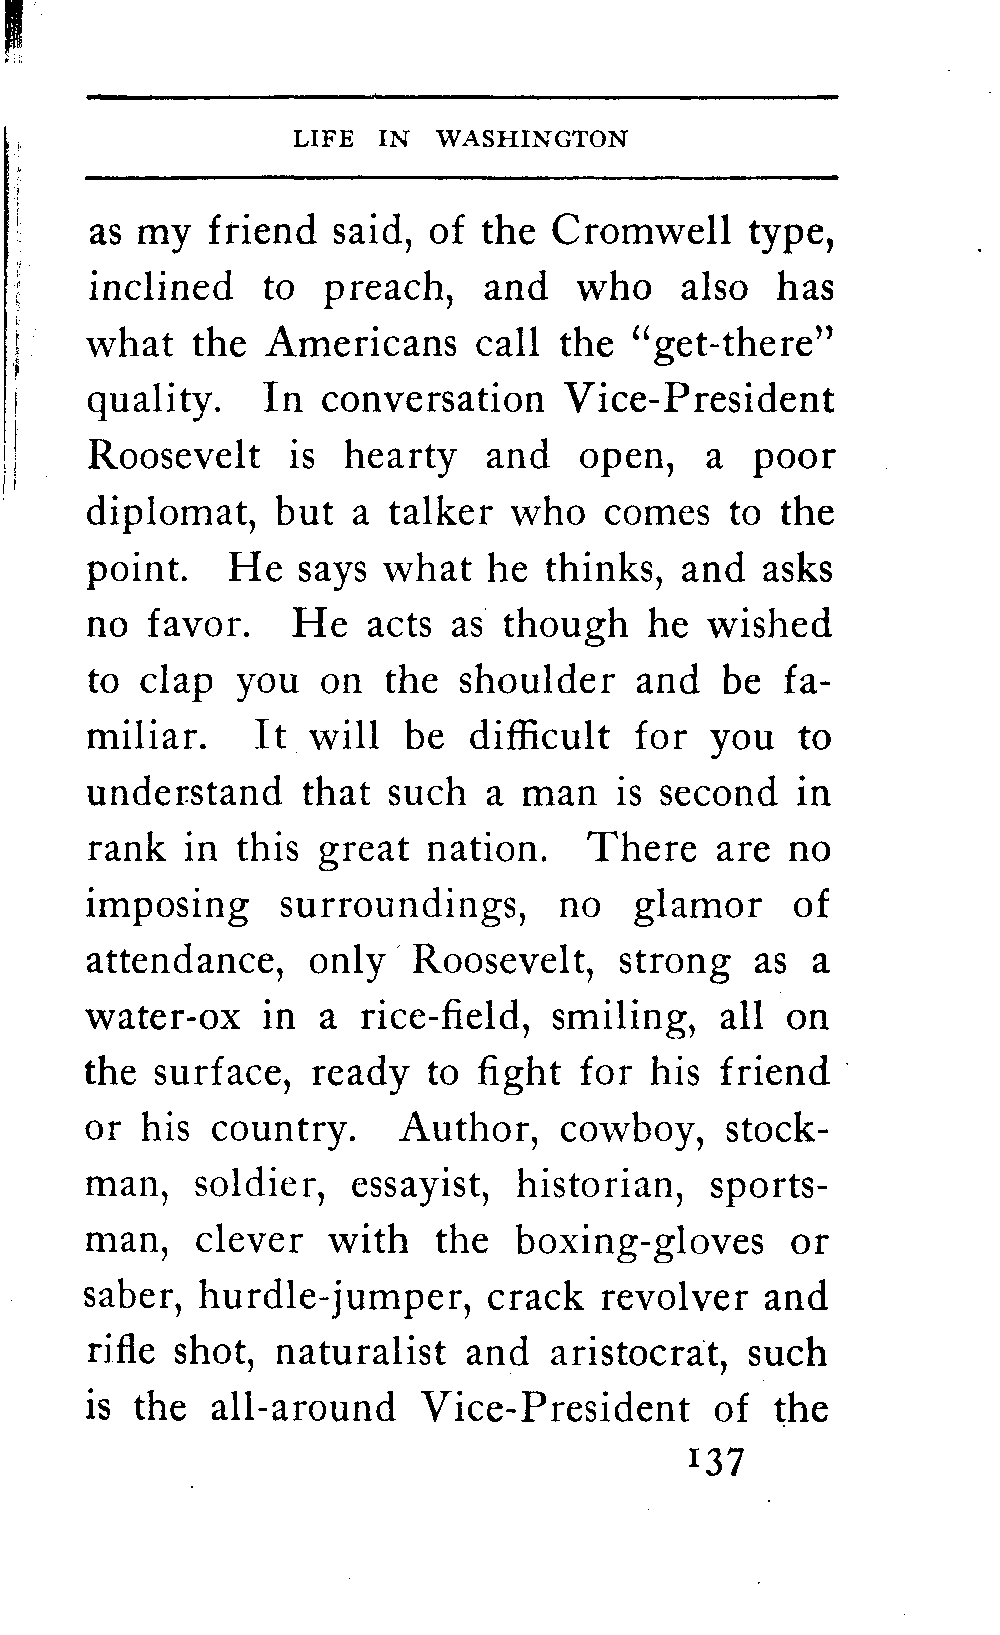 LIFE IN WASHINGTON
as my friend said, of the Cromwell type,
inclined to preach, and who also has
what the Americans call the “get-there”
quality. In conversation Vice-President
Roosevelt is hearty and open, a poor
diplomat, but a talker who comes to the
point. He says what he thinks, and asks
no favor. He acts as though he wished
to clap you on the shoulder and be fa-
miliar. It will be difficult for you to
understand that such a man is second in
rank in this great nation. There are no
imposing surroundings, no glamor of
attendance, only Roosevelt, strong as a
water-ox in a rice-field, smiling, all on
the surface, ready to fight for his friend
or his country. Author, cowboy, stock-
man, soldier, essayist, historian, sports-
man, clever with the boxing-gloves or
saber, hurdle-jumper, crack revolver and
rifle shot, naturalist and aristocrat, such
is the all-around Vice-President of the
137